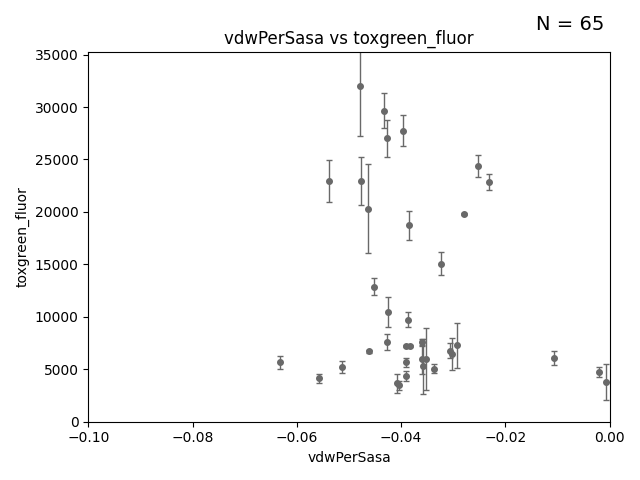 N = 65
vdwPerSasa vs toxgreen_fluor
35000
30000
25000
20000
15000
10000
5000
0
toxgreen_fluor
−0.10 −0.08 −0.06 −0.04 −0.02 0.00
vdwPerSasa